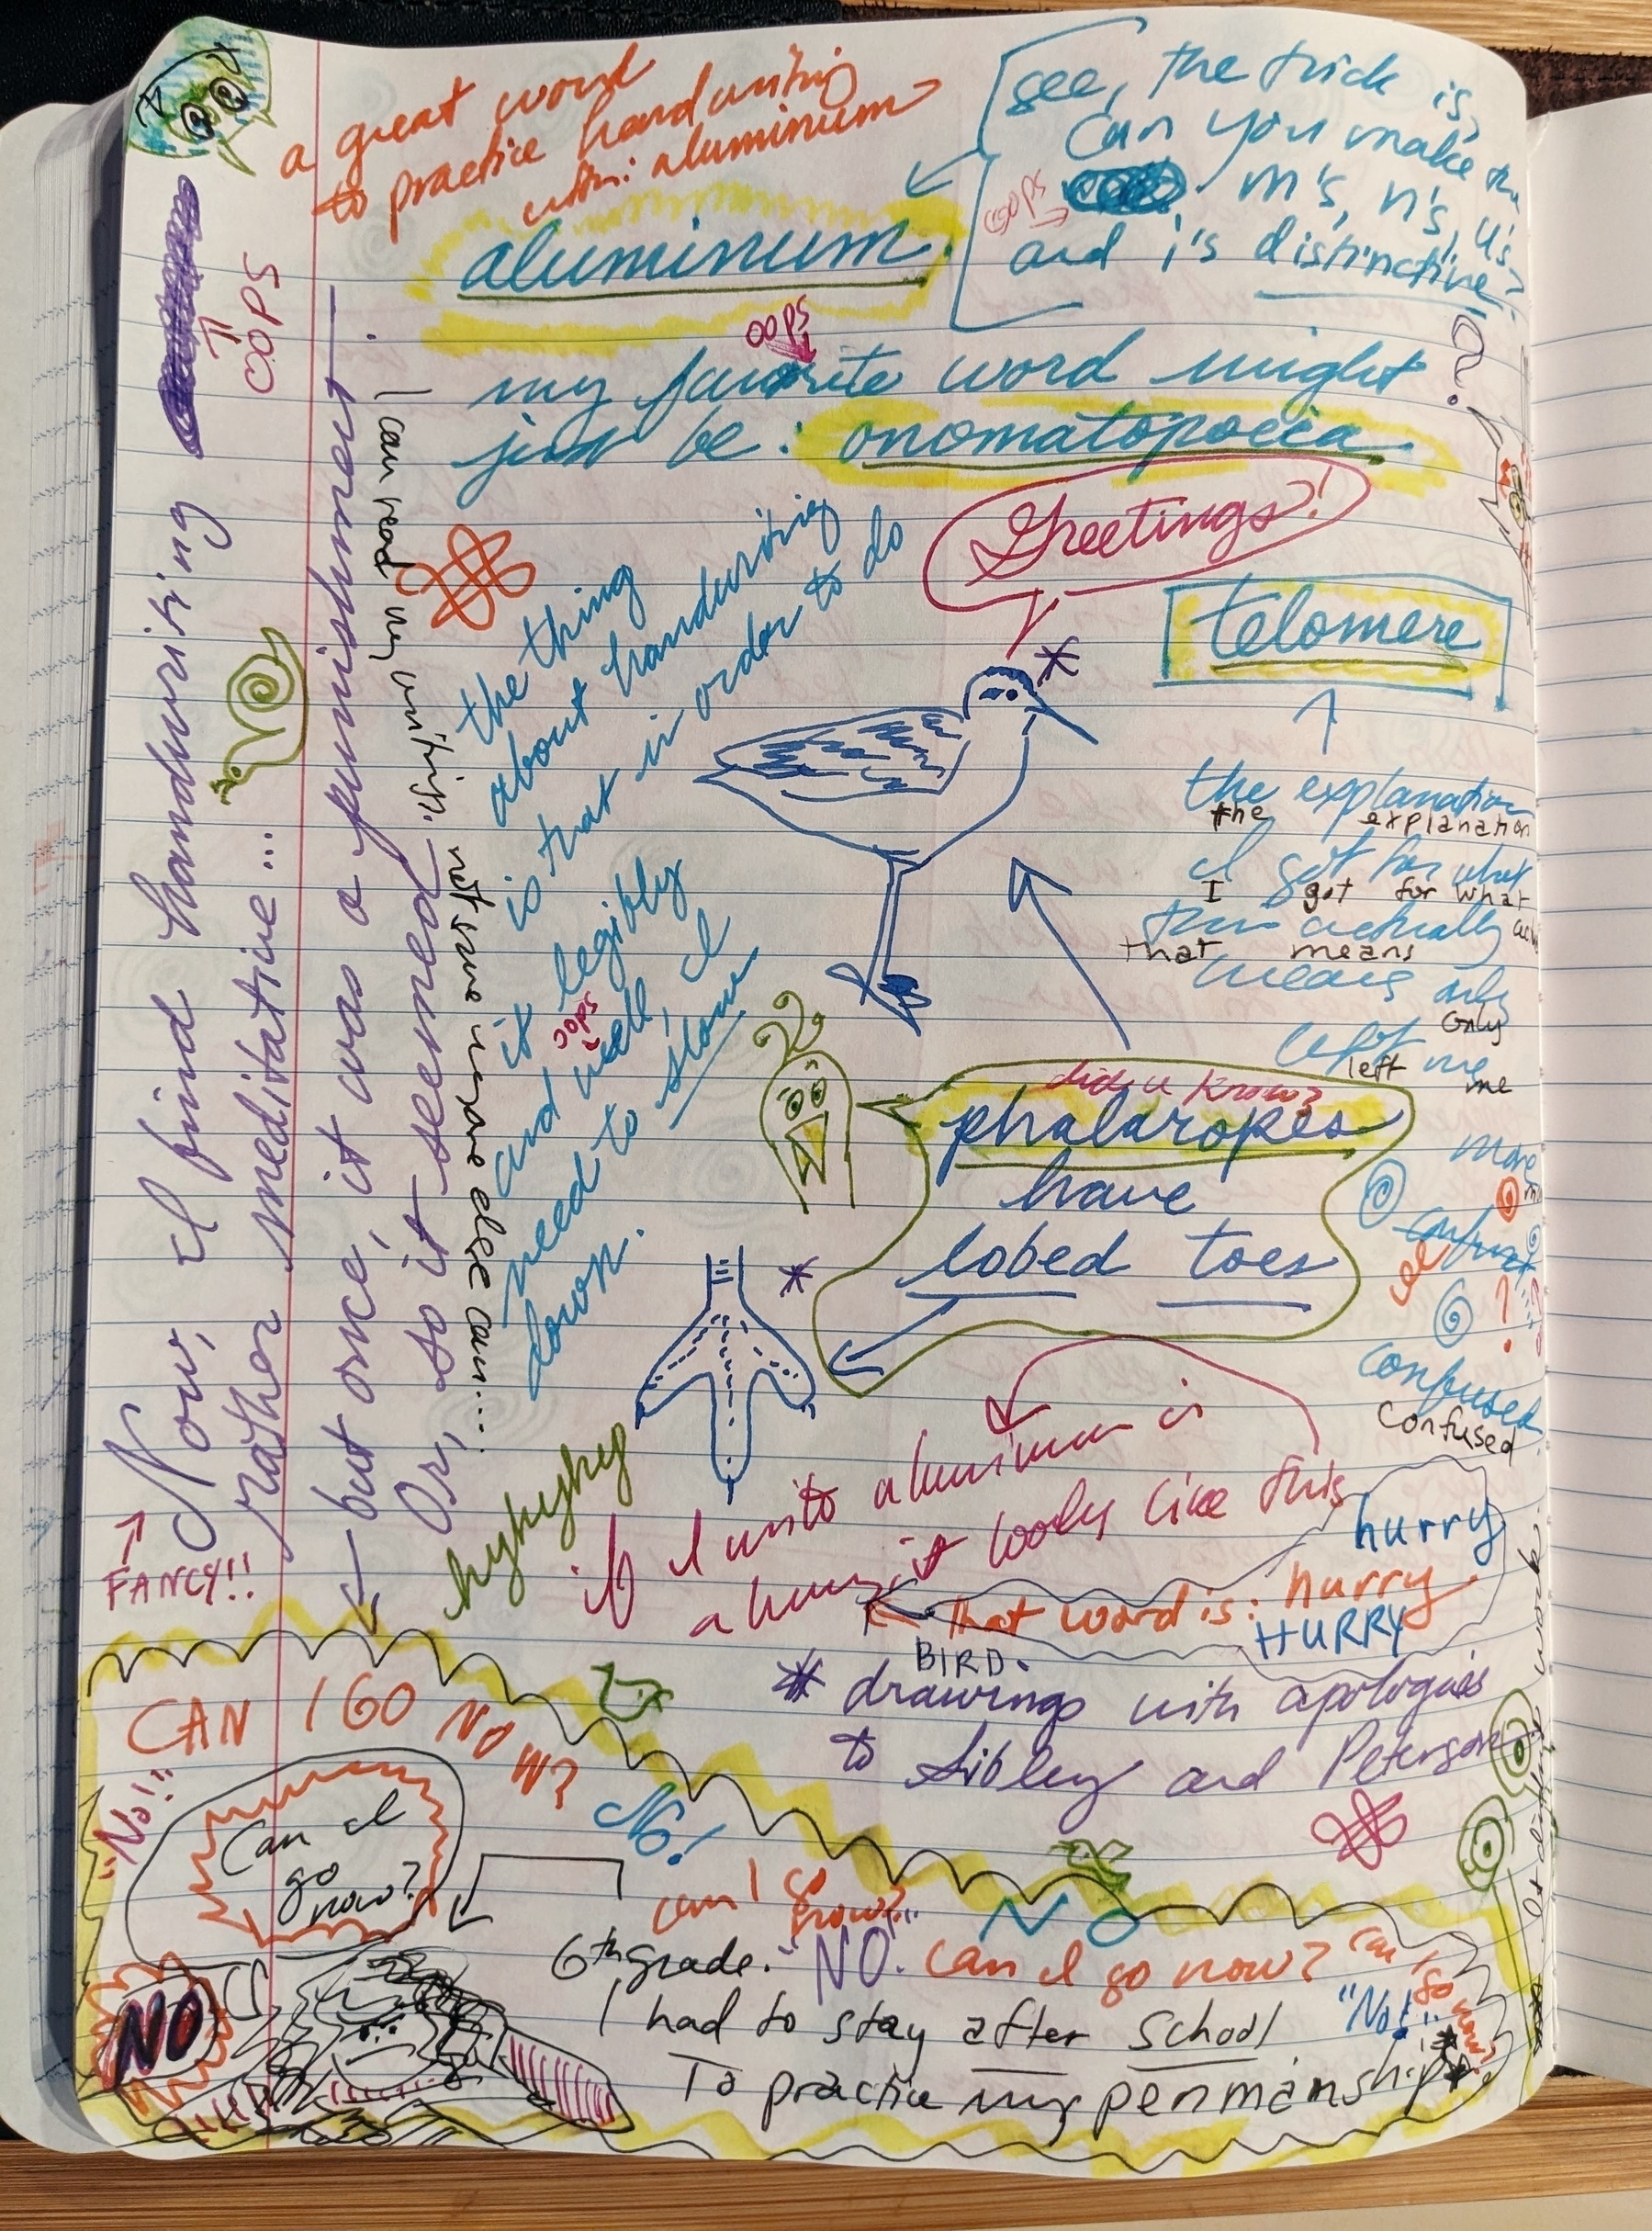 a great word
to practice handwriting
with: aluminum
see, the trick is,
can you make the
oops
m's, n's, u's,
and i's distinctive
?
aluminum.
OOPS
oops
my favorite word might
just be: onomatopoeia.
Greetings!
telomere
the explanation
the explanation
I got for what
I got for what
this actually
that means
means only
only
left me
left me
more
confused
confused
Now, I find handwriting
rather meditative...
FANCY!!
but once, it was a punishment
Or, so it seemed
I can read my writing.
not sure anyone else can....
the thing
about handwriting
is that in order to do
it legibly
oops
and well, I
need to slow
down.
did u know?
phalaropes
have
lobed toes
hyhyhy
if I write aluminum in
a hurry it looks like this
hurry
that word is: hurry
HURRY
BIRD.
* drawings with apologies
to Sibley and Peterson
CAN I GO NOW?
"No!"
Can I
go
now?
NO!
NO
can I go
now?
NO
6th grade. "NO." Can I go now?
can I go now?
"No!"
I had to stay after school
To practice my penmanship.